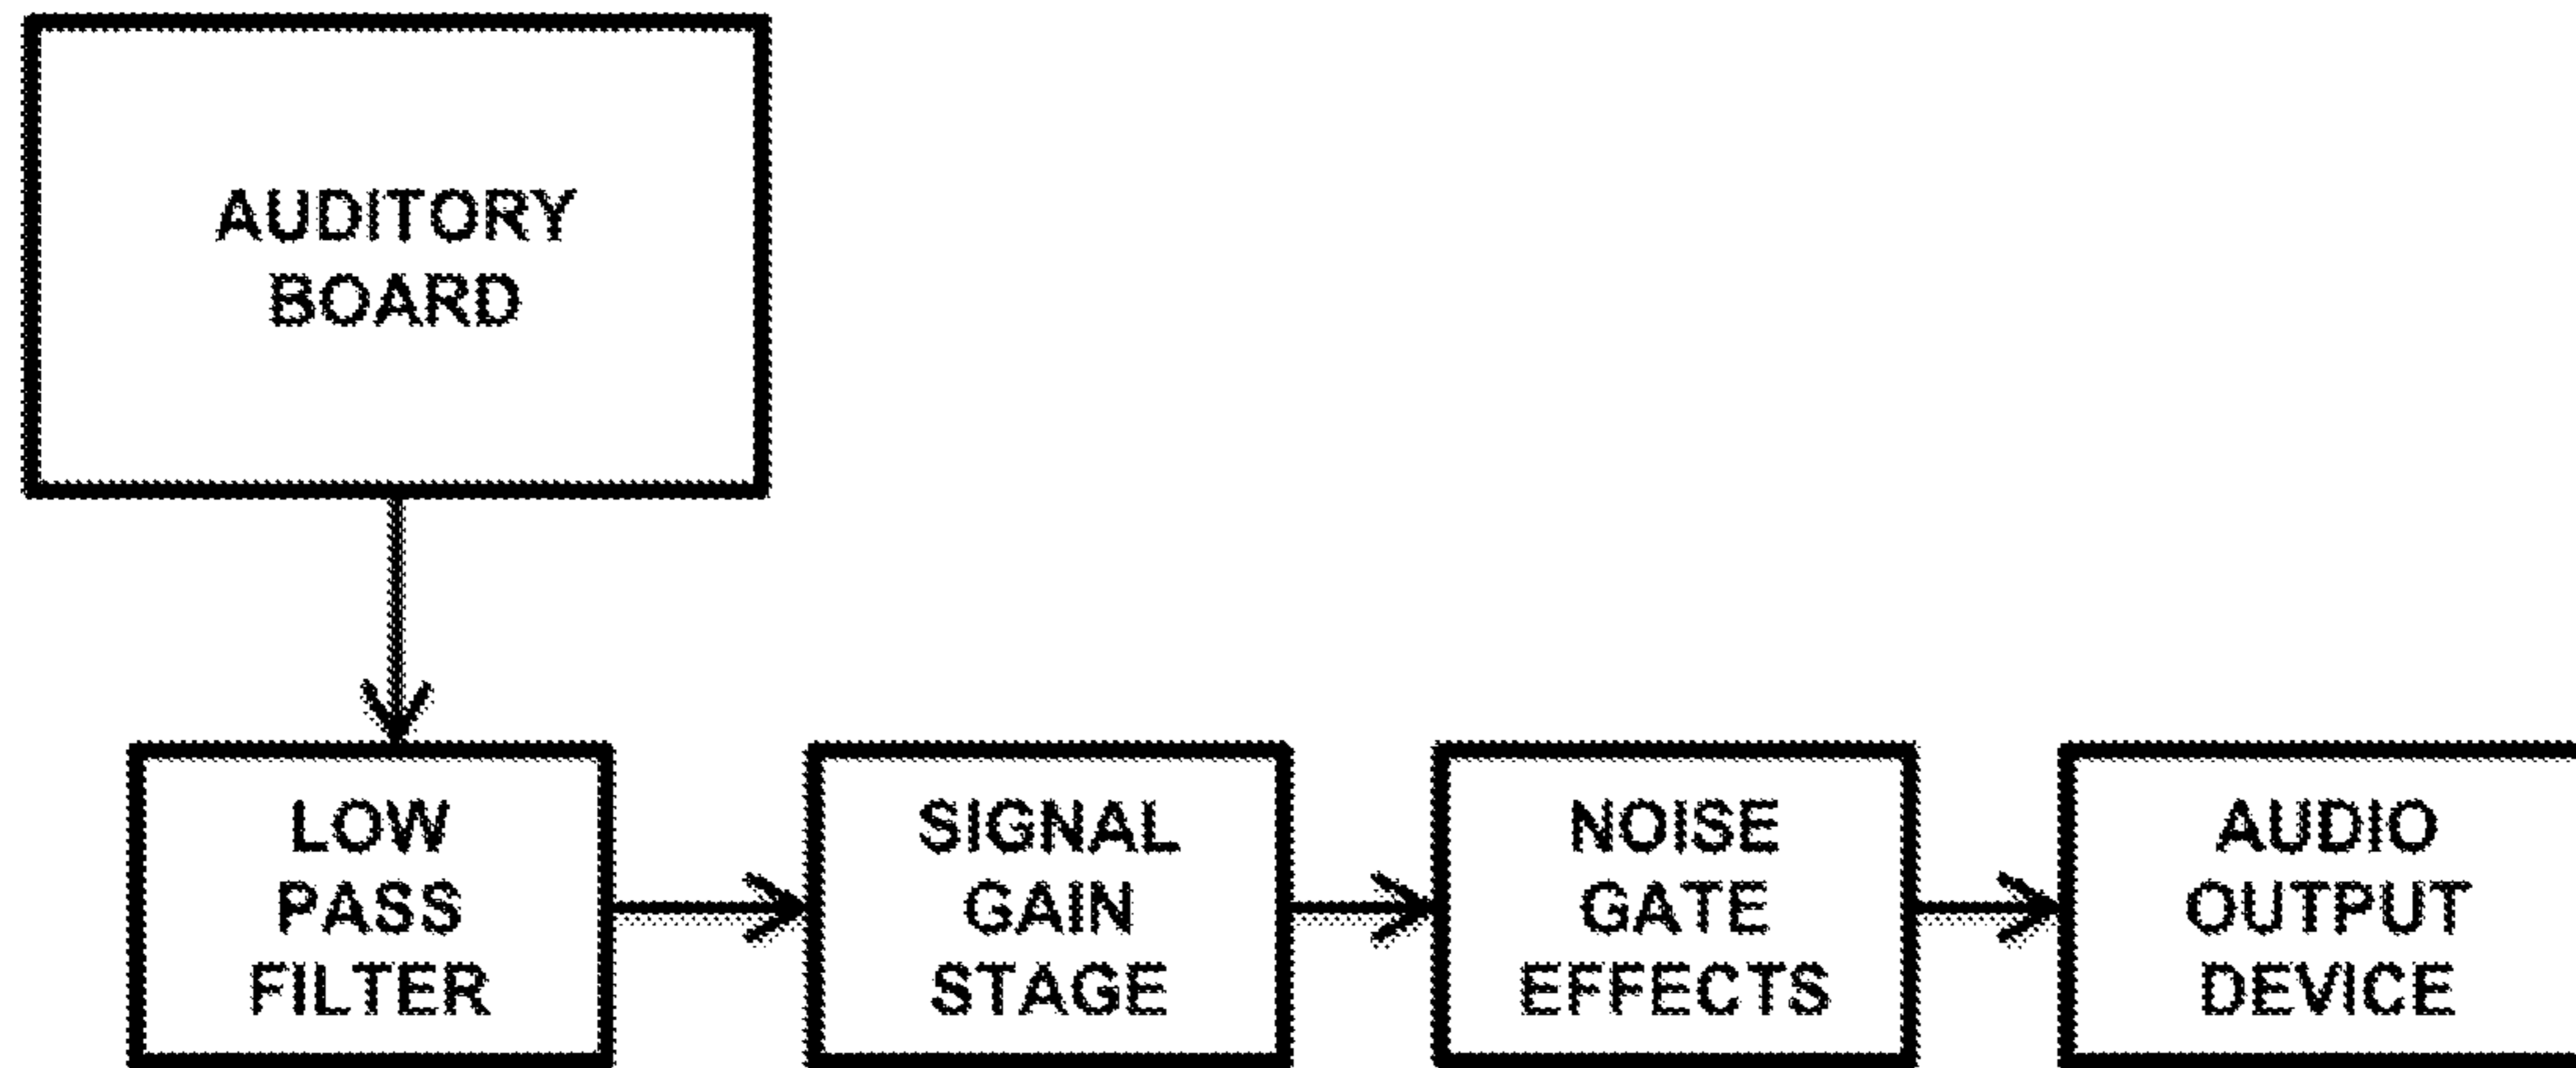 AUDITORY
BOARD
LOW
PASS
FILTER
SIGNAL
GAIN
STAGE
NOISE
GATE
EFFECTS
AUDIO
OUTPUT
DEVICE